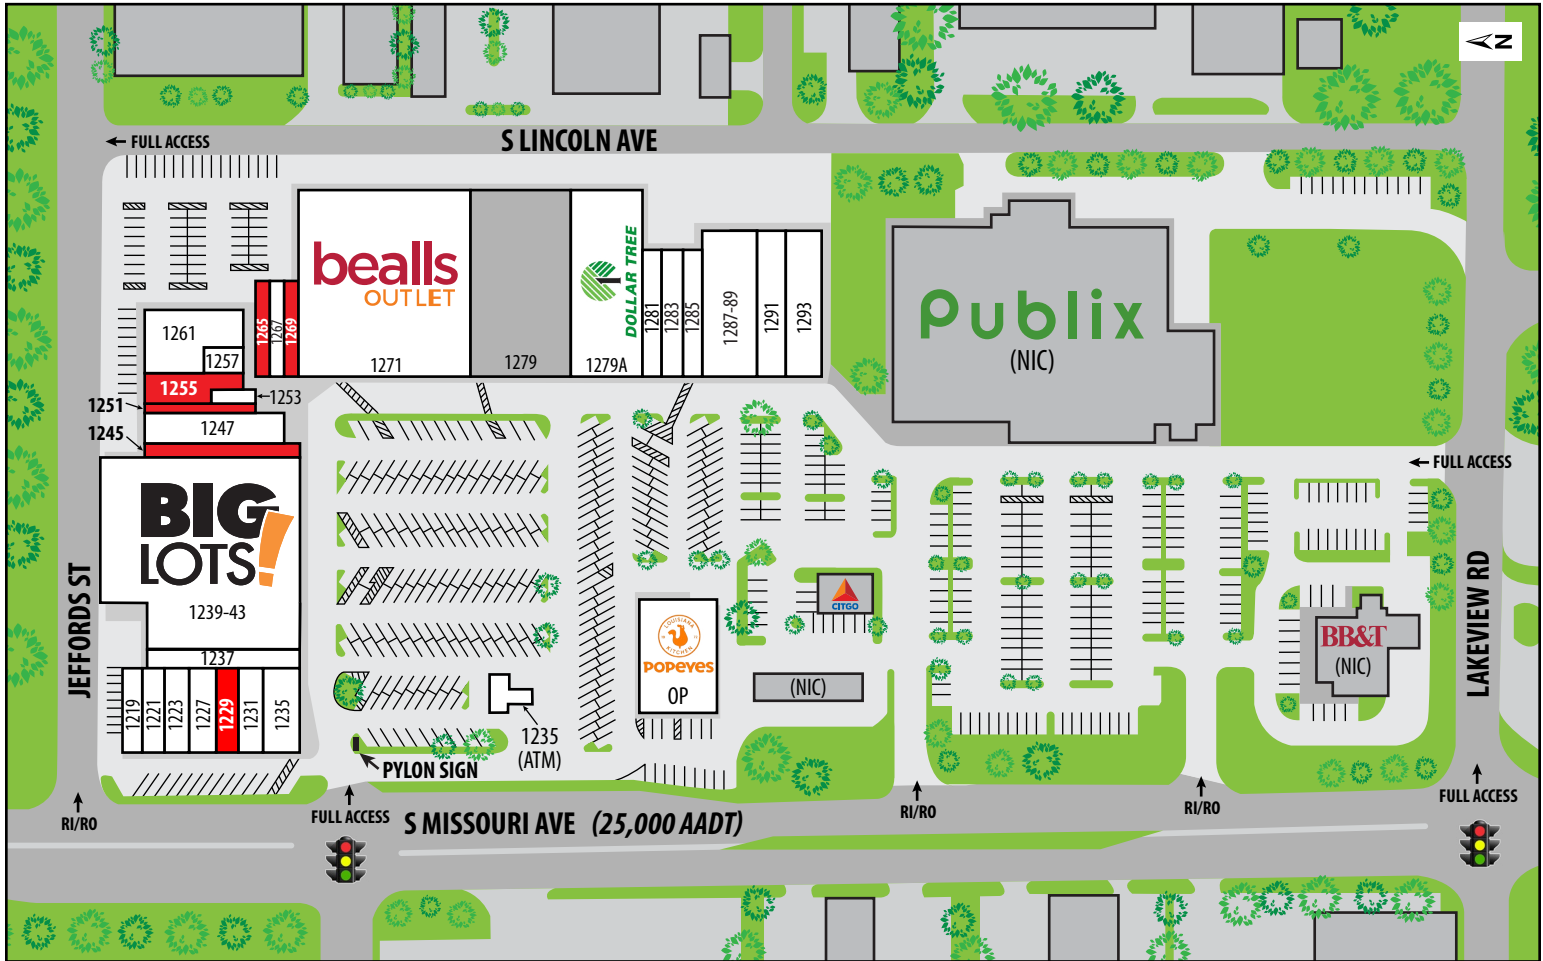 N
← FULL ACCESS
S LINCOLN AVE
bealls
OUTLET
1271
1279
DOLLAR TREE
1279A
1281
1283
1285
1287-89
1291
1293
Publix
(NIC)
1261
1257
1265
1267
1269
1255
1253
1251
1247
1245
BIG
LOTS!
1239-43
1237
1219
1221
1223
1227
1229
1231
1235
← FULL ACCESS
JEFFORDS ST
LAKEVIEW RD
CITGO
LOUISIANA
KITCHEN
POPEYES
OP
(NIC)
BB&T
(NIC)
1235
(ATM)
PYLON SIGN
RI/RO
FULL ACCESS
S MISSOURI AVE (25,000 AADT)
RI/RO
RI/RO
FULL ACCESS